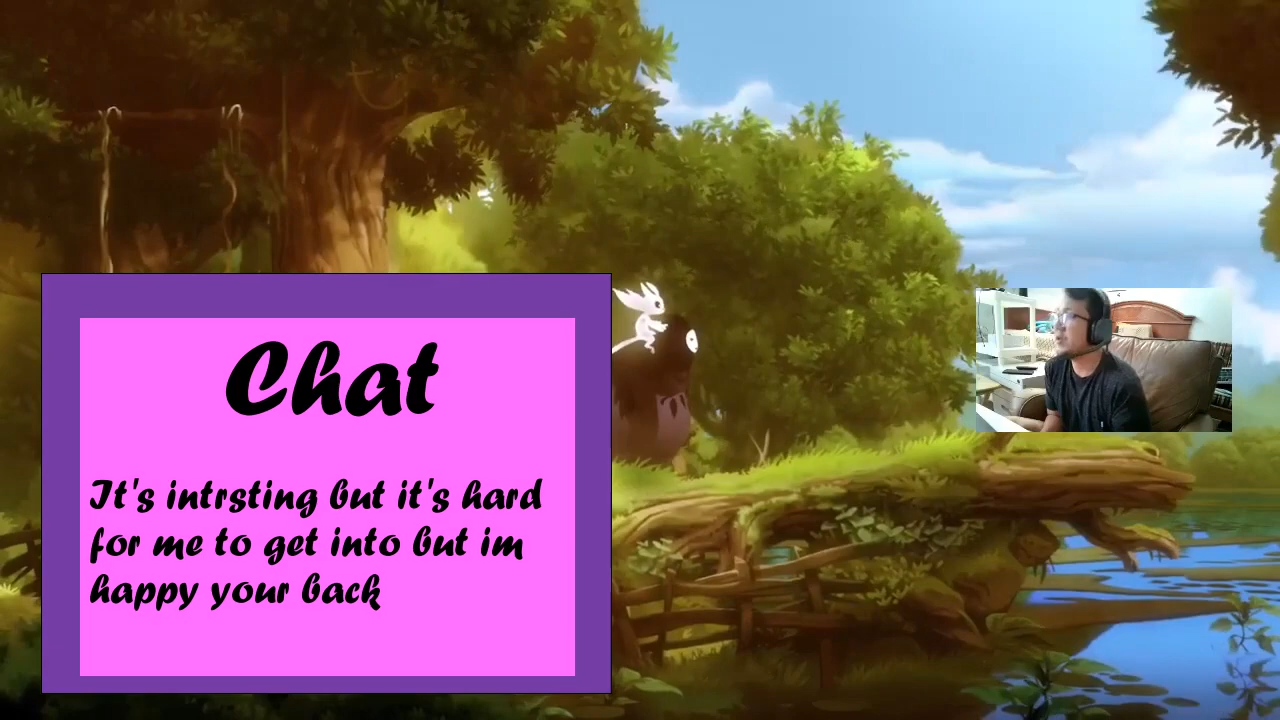 Chat
It's intrsting but it's hard
for me to get into but im
happy your back